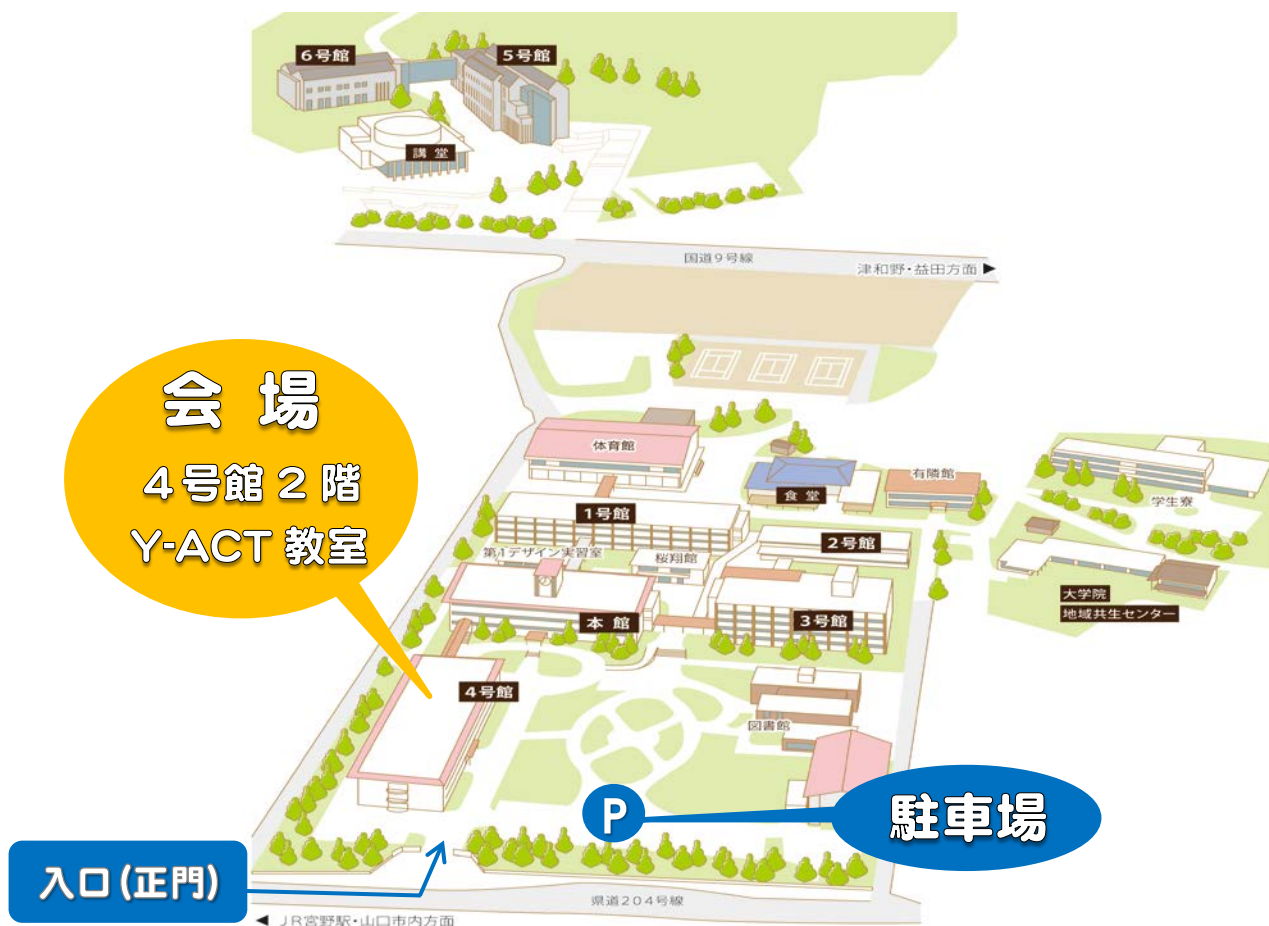 6号館
5号館
講 堂
国道9号線
津和野・益田方面 ▶
会 場
4号館 2 階
Y-ACT 教室
体育館
食 堂
有隣館
学生寮
1号館
2号館
第1デザイン実習室
桜翔館
大学院
地域共生センター
本 館
3号館
4号館
図書館
P
駐車場
入口(正門)
県道204号線
◀ JR宮野駅・山口市内方面